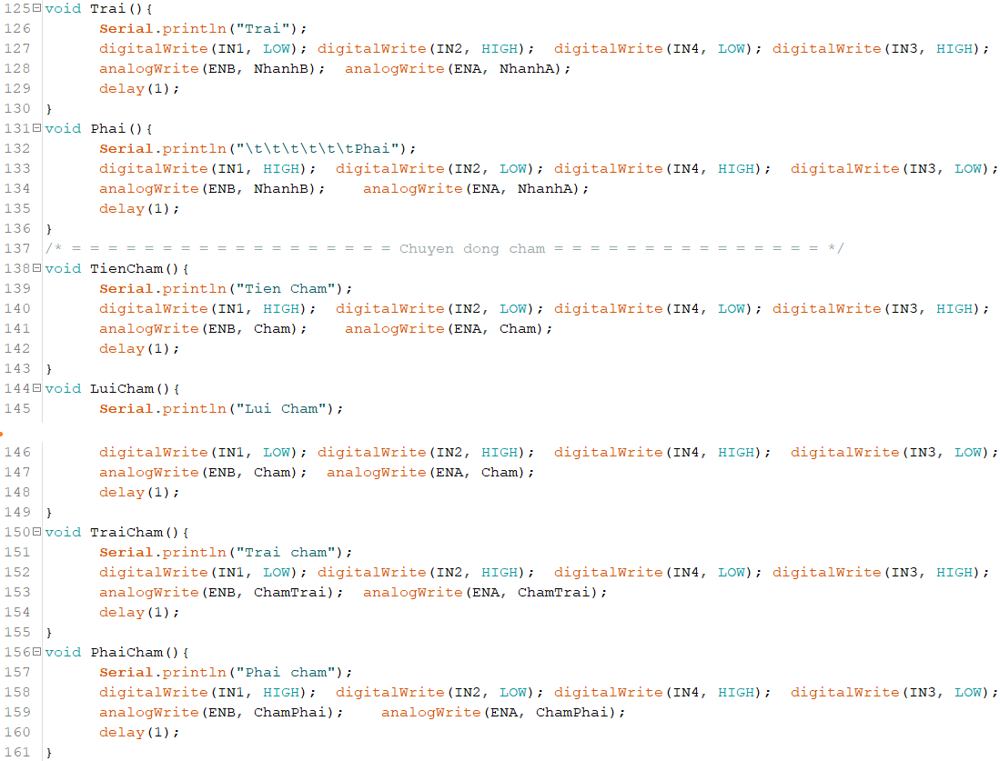 125 void Trai(){
126       Serial.println("Trai");
127       digitalWrite(IN1, LOW); digitalWrite(IN2, HIGH);  digitalWrite(IN4, LOW); digitalWrite(IN3, HIGH);
128       analogWrite(ENB, NhanhB);  analogWrite(ENA, NhanhA);
129       delay(1);
130 }
131 void Phai(){
132       Serial.println("\t\t\t\t\t\tPhai");
133       digitalWrite(IN1, HIGH);  digitalWrite(IN2, LOW); digitalWrite(IN4, HIGH);  digitalWrite(IN3, LOW);
134       analogWrite(ENB, NhanhB);    analogWrite(ENA, NhanhA);
135       delay(1);
136 }
137 /* = = = = = = = = = = = = = = = = = = Chuyen dong cham = = = = = = = = = = = = = = = */
138 void TienCham(){
139       Serial.println("Tien Cham");
140       digitalWrite(IN1, HIGH);  digitalWrite(IN2, LOW); digitalWrite(IN4, LOW); digitalWrite(IN3, HIGH);
141       analogWrite(ENB, Cham);    analogWrite(ENA, Cham);
142       delay(1);
143 }
144 void LuiCham(){
145       Serial.println("Lui Cham");
146       digitalWrite(IN1, LOW); digitalWrite(IN2, HIGH);  digitalWrite(IN4, HIGH);  digitalWrite(IN3, LOW);
147       analogWrite(ENB, Cham);  analogWrite(ENA, Cham);
148       delay(1);
149 }
150 void TraiCham(){
151       Serial.println("Trai cham");
152       digitalWrite(IN1, LOW); digitalWrite(IN2, HIGH);  digitalWrite(IN4, LOW); digitalWrite(IN3, HIGH);
153       analogWrite(ENB, ChamTrai);  analogWrite(ENA, ChamTrai);
154       delay(1);
155 }
156 void PhaiCham(){
157       Serial.println("Phai cham");
158       digitalWrite(IN1, HIGH);  digitalWrite(IN2, LOW); digitalWrite(IN4, HIGH);  digitalWrite(IN3, LOW);
159       analogWrite(ENB, ChamPhai);    analogWrite(ENA, ChamPhai);
160       delay(1);
161 }